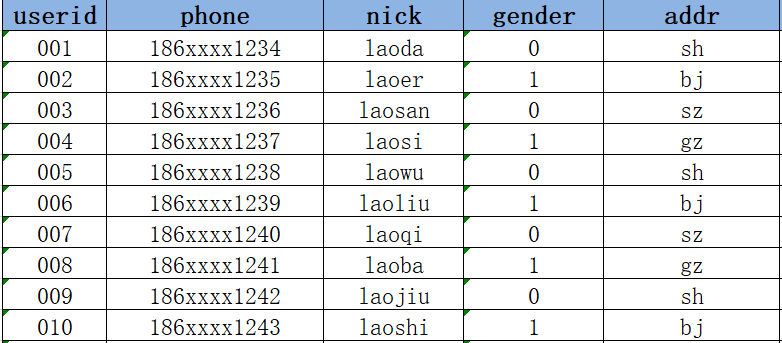 userid phone nick gender addr
001 186xxxx1234 laoda 0 sh
002 186xxxx1235 laoer 1 bj
003 186xxxx1236 laosan 0 sz
004 186xxxx1237 laosi 1 gz
005 186xxxx1238 laowu 0 sh
006 186xxxx1239 laoliu 1 bj
007 186xxxx1240 laoqi 0 sz
008 186xxxx1241 laoba 1 gz
009 186xxxx1242 laojiu 0 sh
010 186xxxx1243 laoshi 1 bj